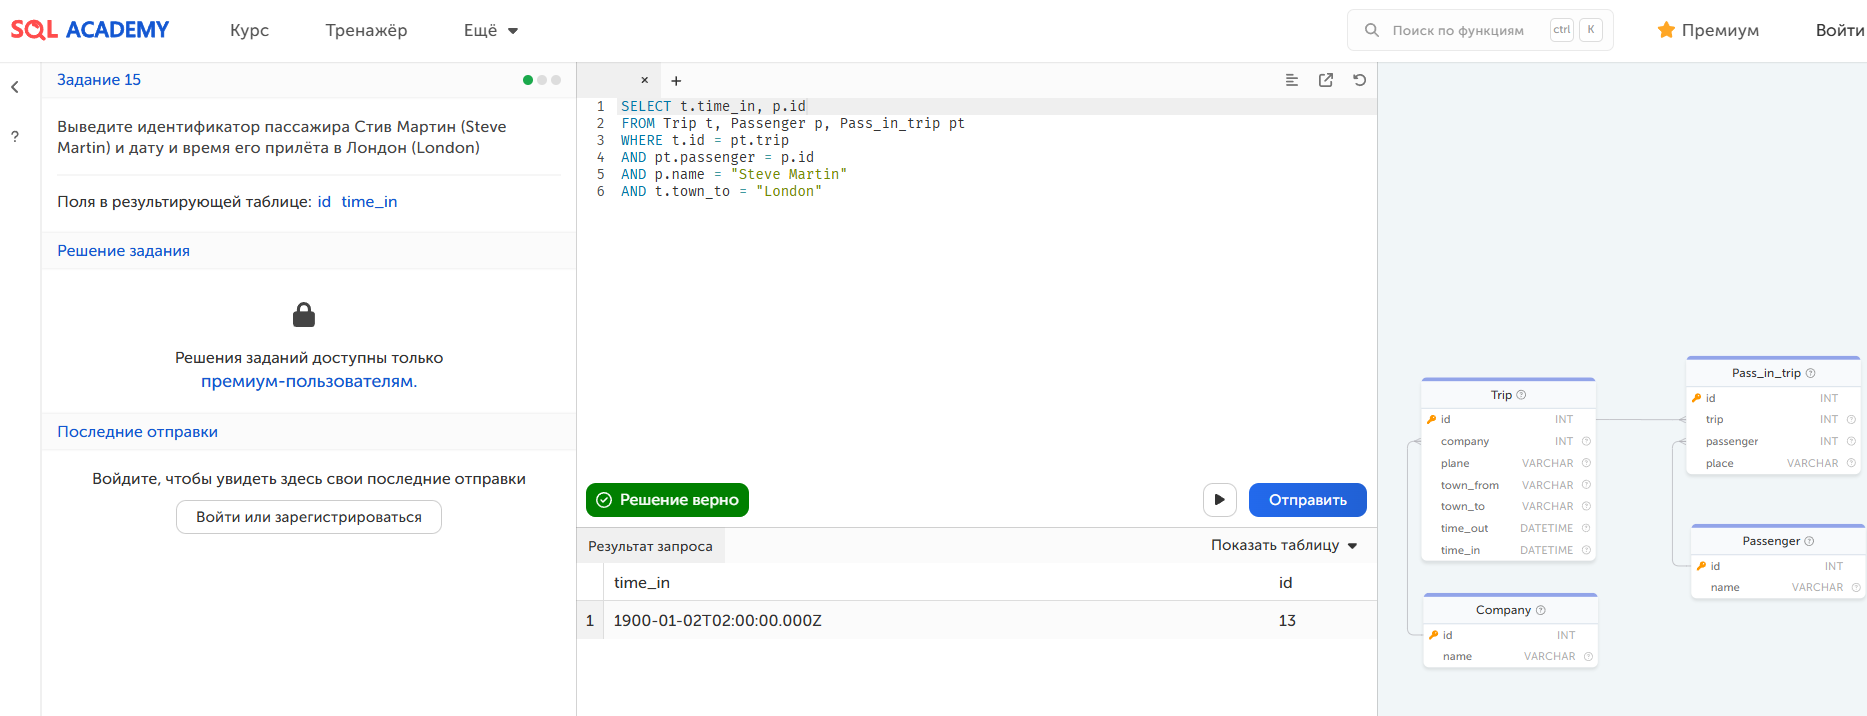 SQL ACADEMY
Курс
Тренажёр
Ещё
Поиск по функциям
ctrl
K
Премиум
Войти
Задание 15
?
Выведите идентификатор пассажира Стив Мартин (Steve
Martin) и дату и время его прилёта в Лондон (London)
Поля в результирующей таблице: id time_in
Решение задания
Решения заданий доступны только
премиум-пользователям.
Последние отправки
Войдите, чтобы увидеть здесь свои последние отправки
Войти или зарегистрироваться
× +
1 SELECT t.time_in, p.id
2 FROM Trip t, Passenger p, Pass_in_trip pt
3 WHERE t.id = pt.trip
4 AND pt.passenger = p.id
5 AND p.name = "Steve Martin"
6 AND t.town_to = "London"
Решение верно
Отправить
Результат запроса
Показать таблицу
time_in id
1 1900-01-02T02:00:00.000Z 13
Trip ?
id INT
company INT ?
plane VARCHAR ?
town_from VARCHAR ?
town_to VARCHAR ?
time_out DATETIME ?
time_in DATETIME ?
Company ?
id INT
name VARCHAR ?
Pass_in_trip ?
id INT
trip INT ?
passenger INT ?
place VARCHAR ?
Passenger ?
id INT
name VARCHAR ?